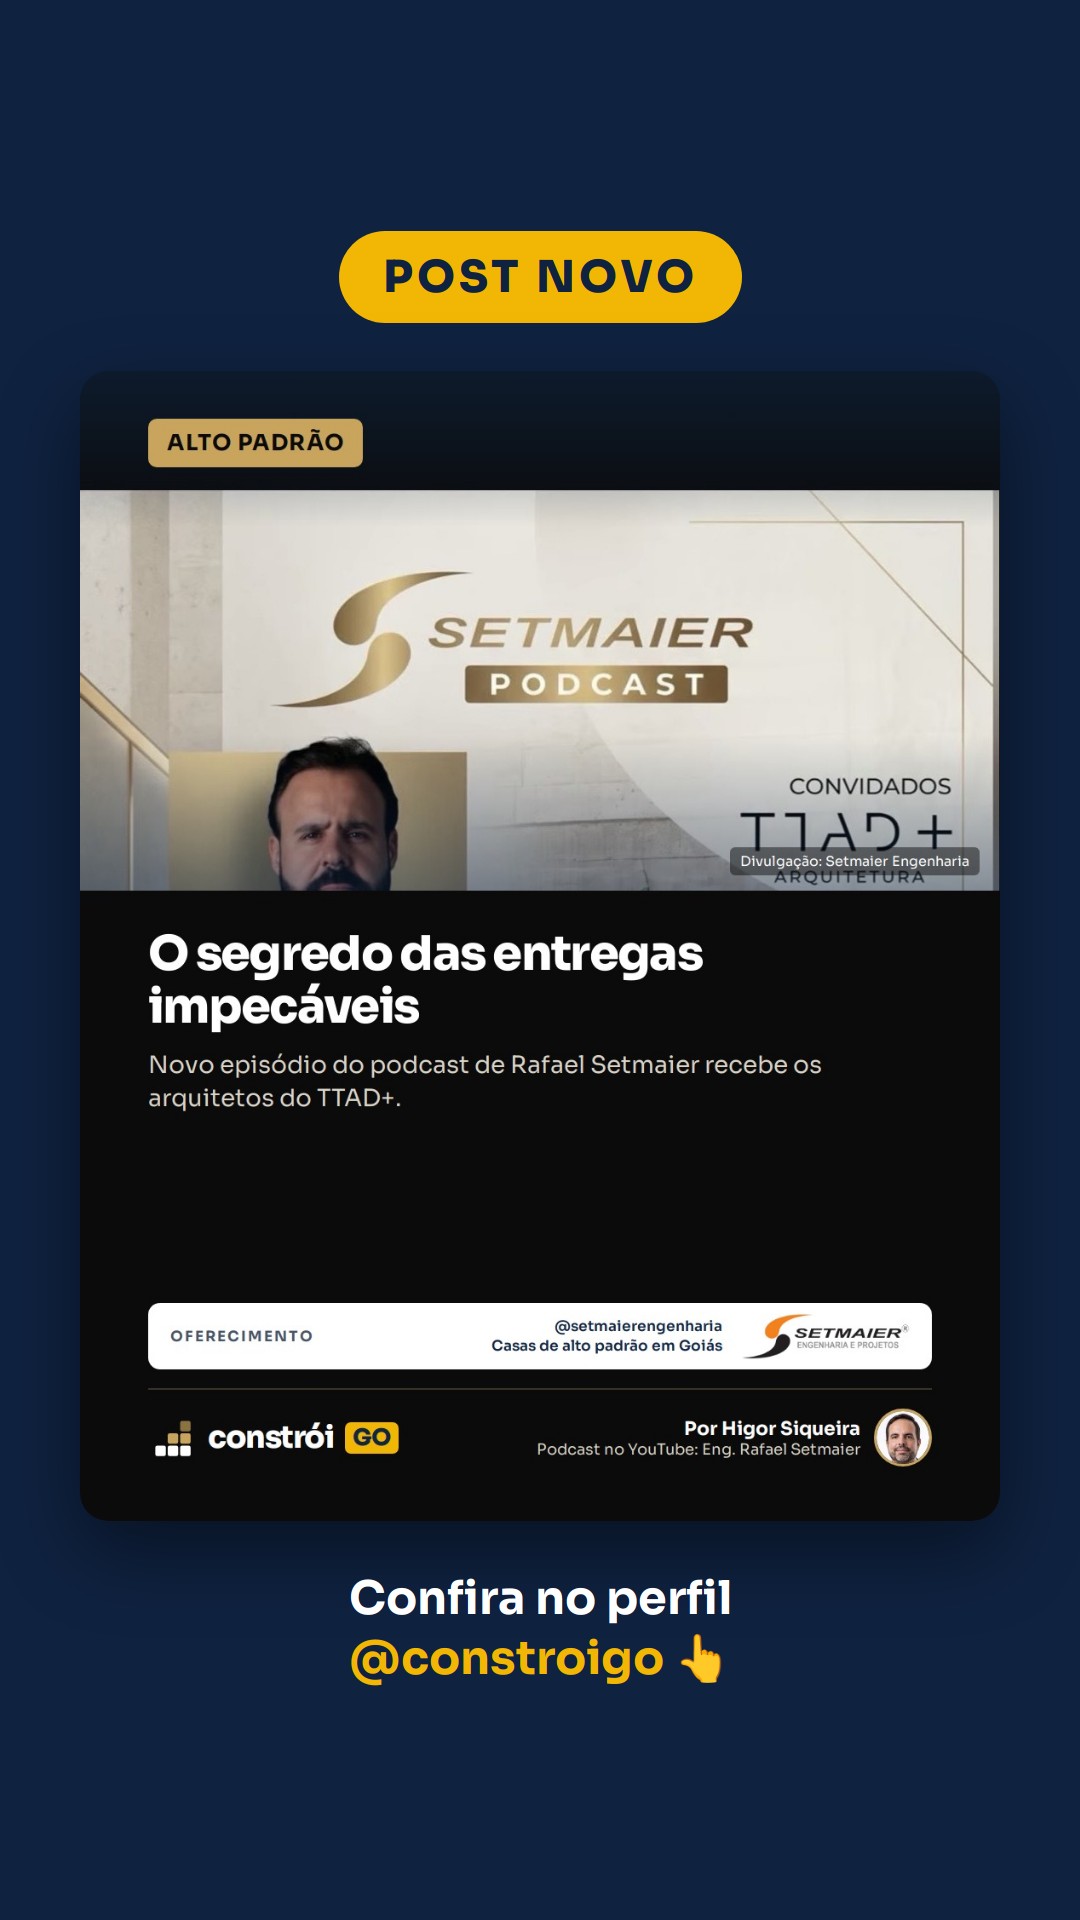 POST NOVO
ALTO PADRÃO
SETMAIER
PODCAST
CONVIDADOS
TTAD+
Divulgação: Setmaier Engenharia
ARQUITETURA
O segredo das entregas
impecáveis
Novo episódio do podcast de Rafael Setmaier recebe os
arquitetos do TTAD+.
OFERECIMENTO
@setmaierengenharia
Casas de alto padrão em Goiás
SETMAIER®
ENGENHARIA E PROJETOS
constrói GO
Por Higor Siqueira
Podcast no YouTube: Eng. Rafael Setmaier
Confira no perfil
@constroigo 👆